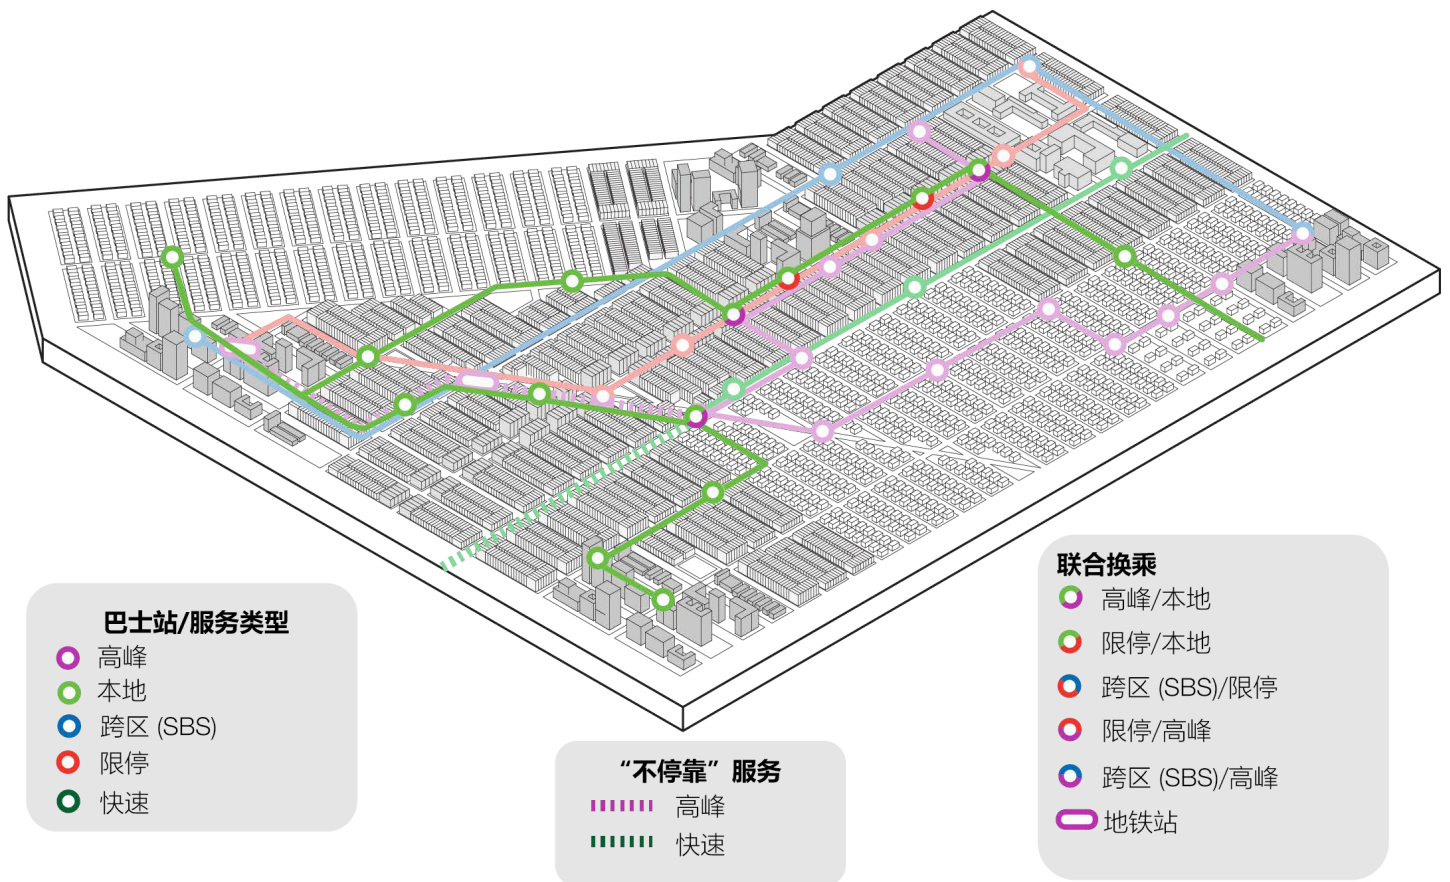 巴士站/服务类型
高峰
本地
跨区 (SBS)
限停
快速
“不停靠” 服务
高峰
快速
联合换乘
高峰/本地
限停/本地
跨区 (SBS)/限停
限停/高峰
跨区 (SBS)/高峰
地铁站